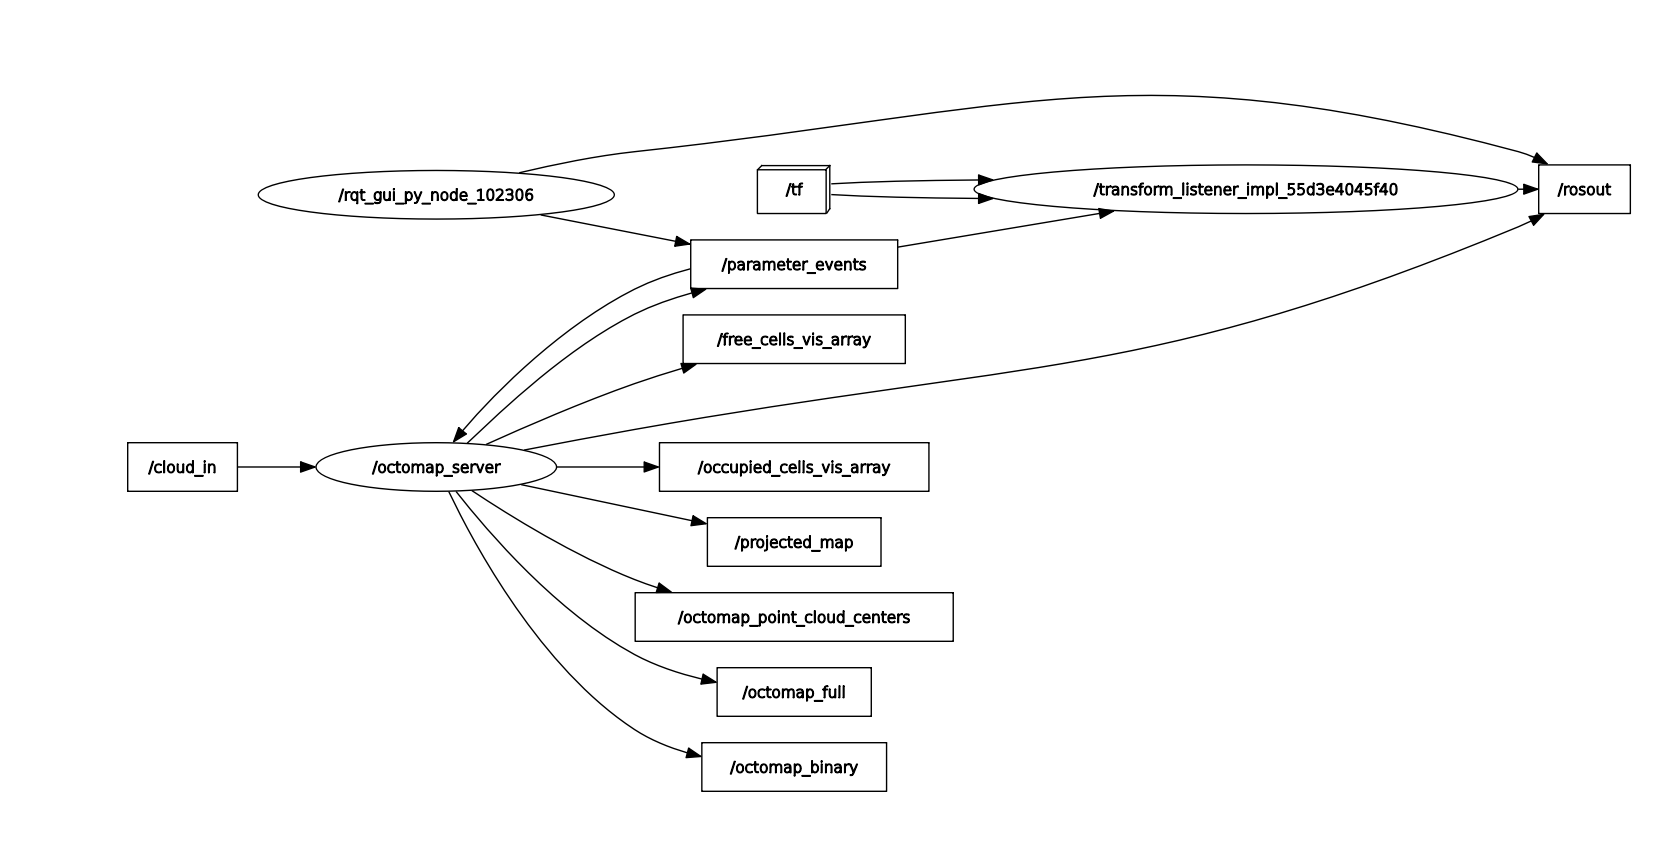 /rqt_gui_py_node_102306
/tf
/transform_listener_impl_55d3e4045f40
/rosout
/parameter_events
/free_cells_vis_array
/cloud_in
/octomap_server
/occupied_cells_vis_array
/projected_map
/octomap_point_cloud_centers
/octomap_full
/octomap_binary